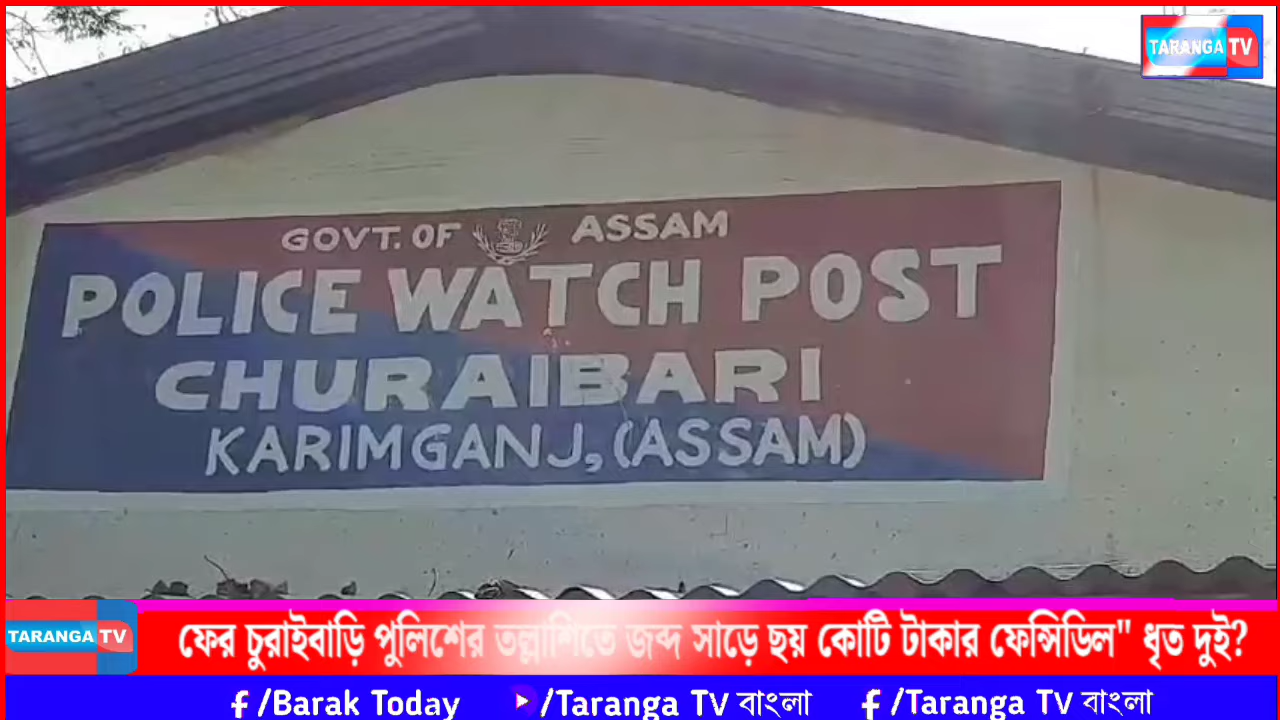 TARANGA TV
GOVT. OF ASSAM
POLICE WATCH POST
CHURAIBARI
KARIMGANJ, (ASSAM)
TARANGA TV
ফের চুরাইবাড়ি পুলিশের তল্লাশিতে জব্দ সাড়ে ছয় কোটি টাকার ফেন্সিডিল" ধৃত দুই?
f /Barak Today /Taranga TV বাংলা f /Taranga TV বাংলা